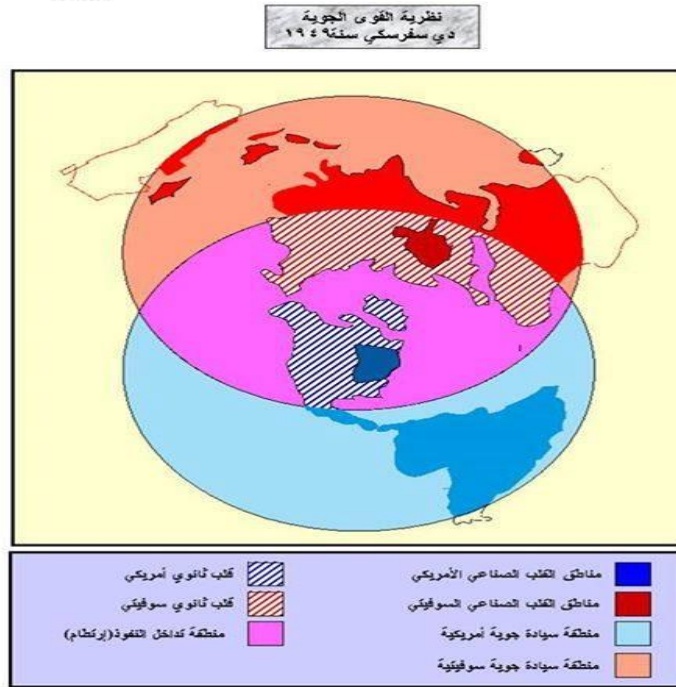 نظرية القوى الجوية
دي سفرسكي سنة ١٩٤٩
مناطق القلب الصناعي الأمريكي
مناطق القلب الصناعي السوفيتي
منطقة سيادة جوية أمريكية
منطقة سيادة جوية سوفيتية
قلب ثانوي أمريكي
قلب ثانوي سوفيتي
منطقة تداخل النفوذ(إرتطام)